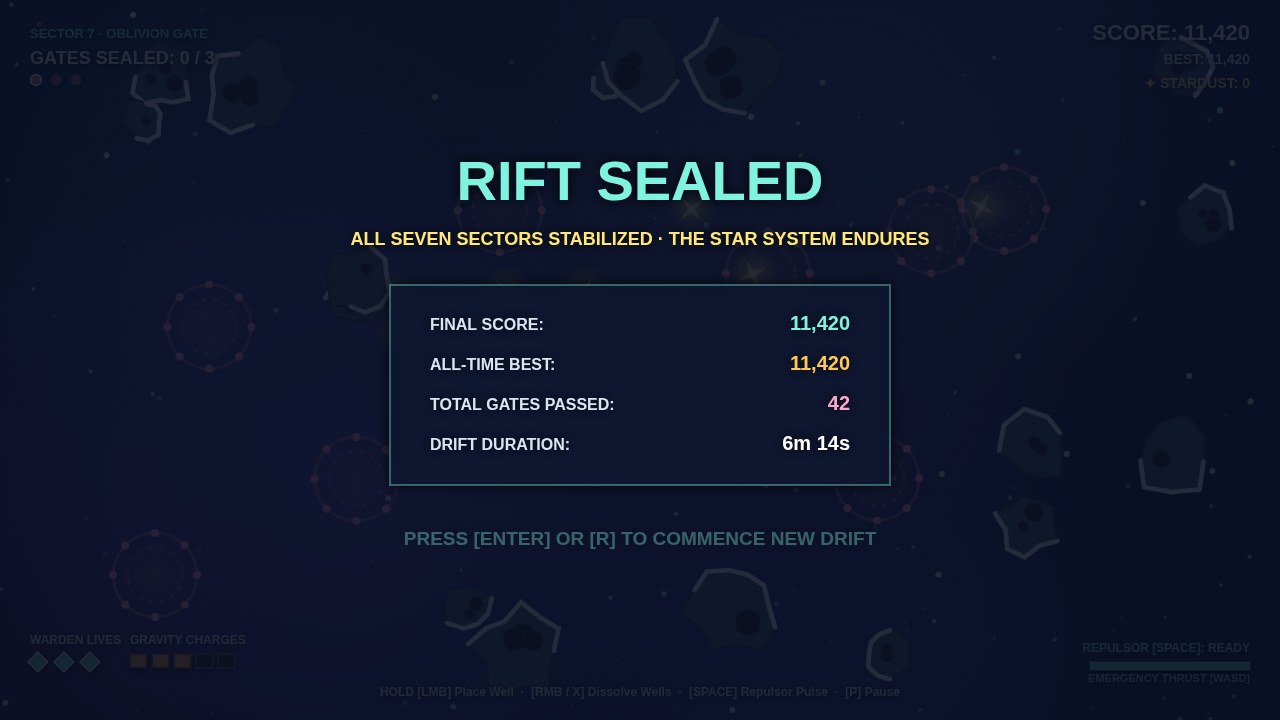 SECTOR 7 · OBLIVION GATE
GATES SEALED: 0 / 3
SCORE: 11,420
BEST: 11,420
✦ STARDUST: 0
RIFT SEALED
ALL SEVEN SECTORS STABILIZED · THE STAR SYSTEM ENDURES
FINAL SCORE: 11,420
ALL-TIME BEST: 11,420
TOTAL GATES PASSED: 42
DRIFT DURATION: 6m 14s
PRESS [ENTER] OR [R] TO COMMENCE NEW DRIFT
WARDEN LIVES GRAVITY CHARGES
REPULSOR [SPACE]: READY
EMERGENCY THRUST [WASD]
HOLD [LMB] Place Well · [RMB / X] Dissolve Wells · [SPACE] Repulsor Pulse · [P] Pause